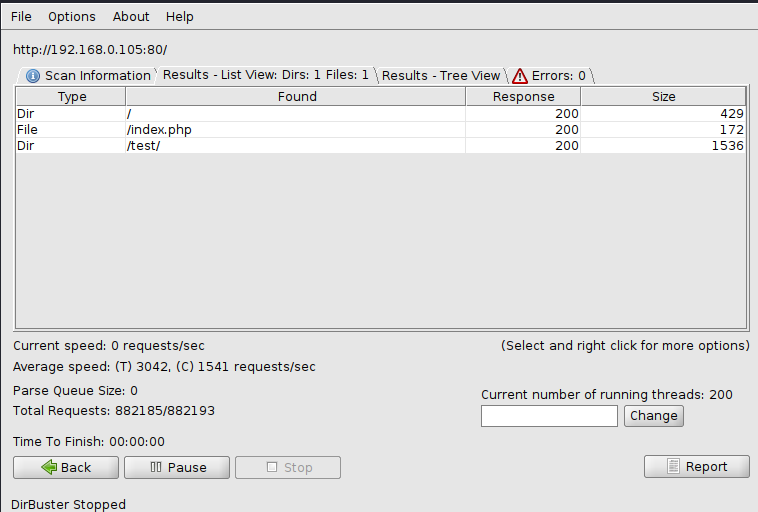 File Options About Help
http://192.168.0.105:80/
Scan Information Results - List View: Dirs: 1 Files: 1 Results - Tree View Errors: 0
Type Found Response Size
Dir / 200 429
File /index.php 200 172
Dir /test/ 200 1536
Current speed: 0 requests/sec (Select and right click for more options)
Average speed: (T) 3042, (C) 1541 requests/sec
Parse Queue Size: 0
Current number of running threads: 200
Total Requests: 882185/882193
Change
Time To Finish: 00:00:00
Back Pause Stop Report
DirBuster Stopped